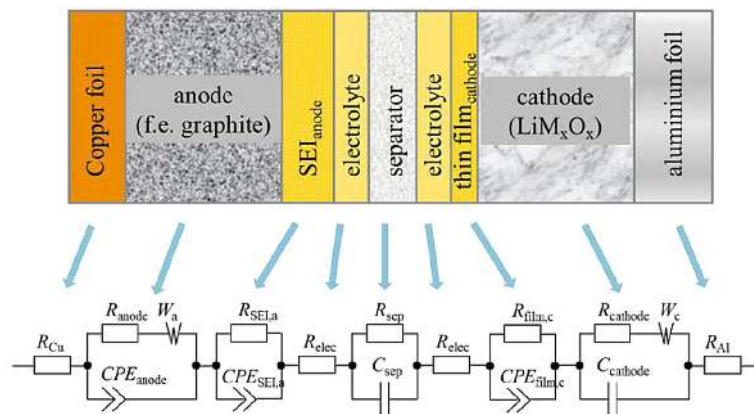 Copper foil
anode
(f.e. graphite)
SEIanode
electrolyte
separator
electrolyte
thin filmcathode
cathode
(LiMxOx)
aluminium foil
RCu
Ranode
Wa
CPEanode
RSEI,a
CPESEI,a
Relec
Rsep
Csep
Relec
Rfilm,c
CPEfilm,c
Rcathode
Wc
Ccathode
RAl